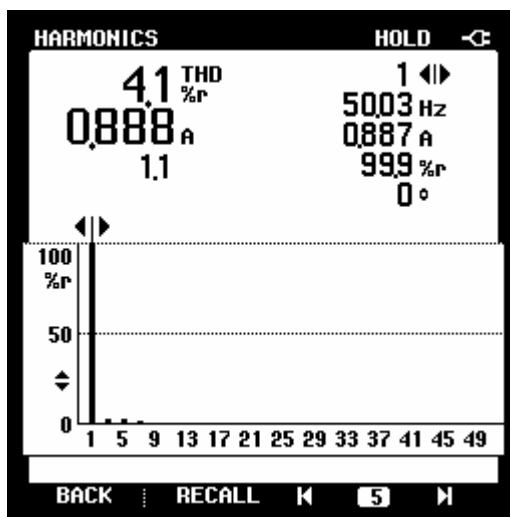 HARMONICS HOLD
4.1 THD %r
0.888 A
1.1
1
50.03 Hz
0.887 A
99.9 %r
0 °
100
%r
50
0
1 5 9 13 17 21 25 29 33 37 41 45 49
BACK RECALL 5